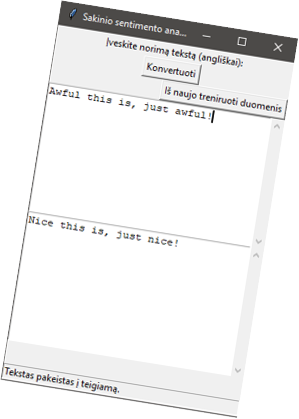 Sakinio sentimento ana...
Įveskite norimą tekstą (angliškai):
Konvertuoti
Iš naujo treniruoti duomenis
Awful this is, just awful!
Nice this is, just nice!
Tekstas pakeistas į teigiamą.